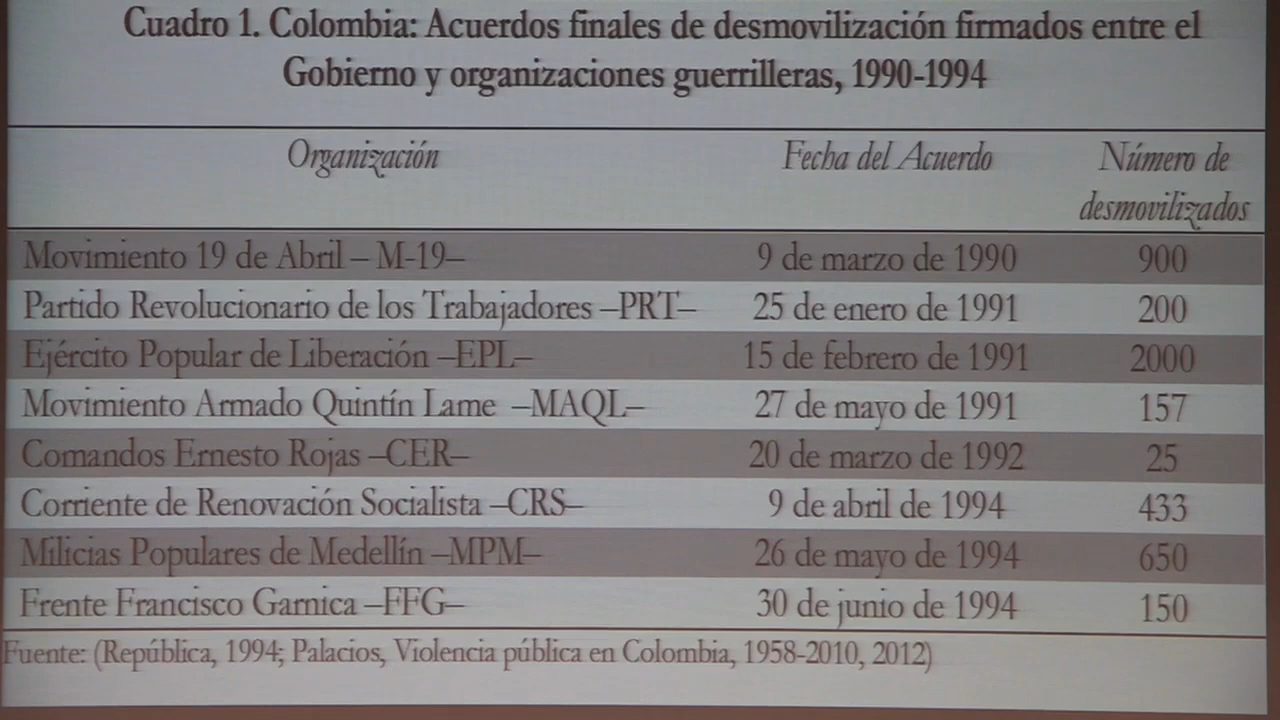 Cuadro 1. Colombia: Acuerdos finales de desmovilización firmados entre el
Gobierno y organizaciones guerrilleras, 1990-1994
Organización Fecha del Acuerdo Número de
desmovilizados
Movimiento 19 de Abril – M-19– 9 de marzo de 1990 900
Partido Revolucionario de los Trabajadores –PRT– 25 de enero de 1991 200
Ejército Popular de Liberación –EPL– 15 de febrero de 1991 2000
Movimiento Armado Quintín Lame –MAQL– 27 de mayo de 1991 157
Comandos Ernesto Rojas –CER– 20 de marzo de 1992 25
Corriente de Renovación Socialista –CRS– 9 de abril de 1994 433
Milicias Populares de Medellín –MPM– 26 de mayo de 1994 650
Frente Francisco Garnica –FFG– 30 de junio de 1994 150
Fuente: (República, 1994; Palacios, Violencia pública en Colombia, 1958-2010, 2012)